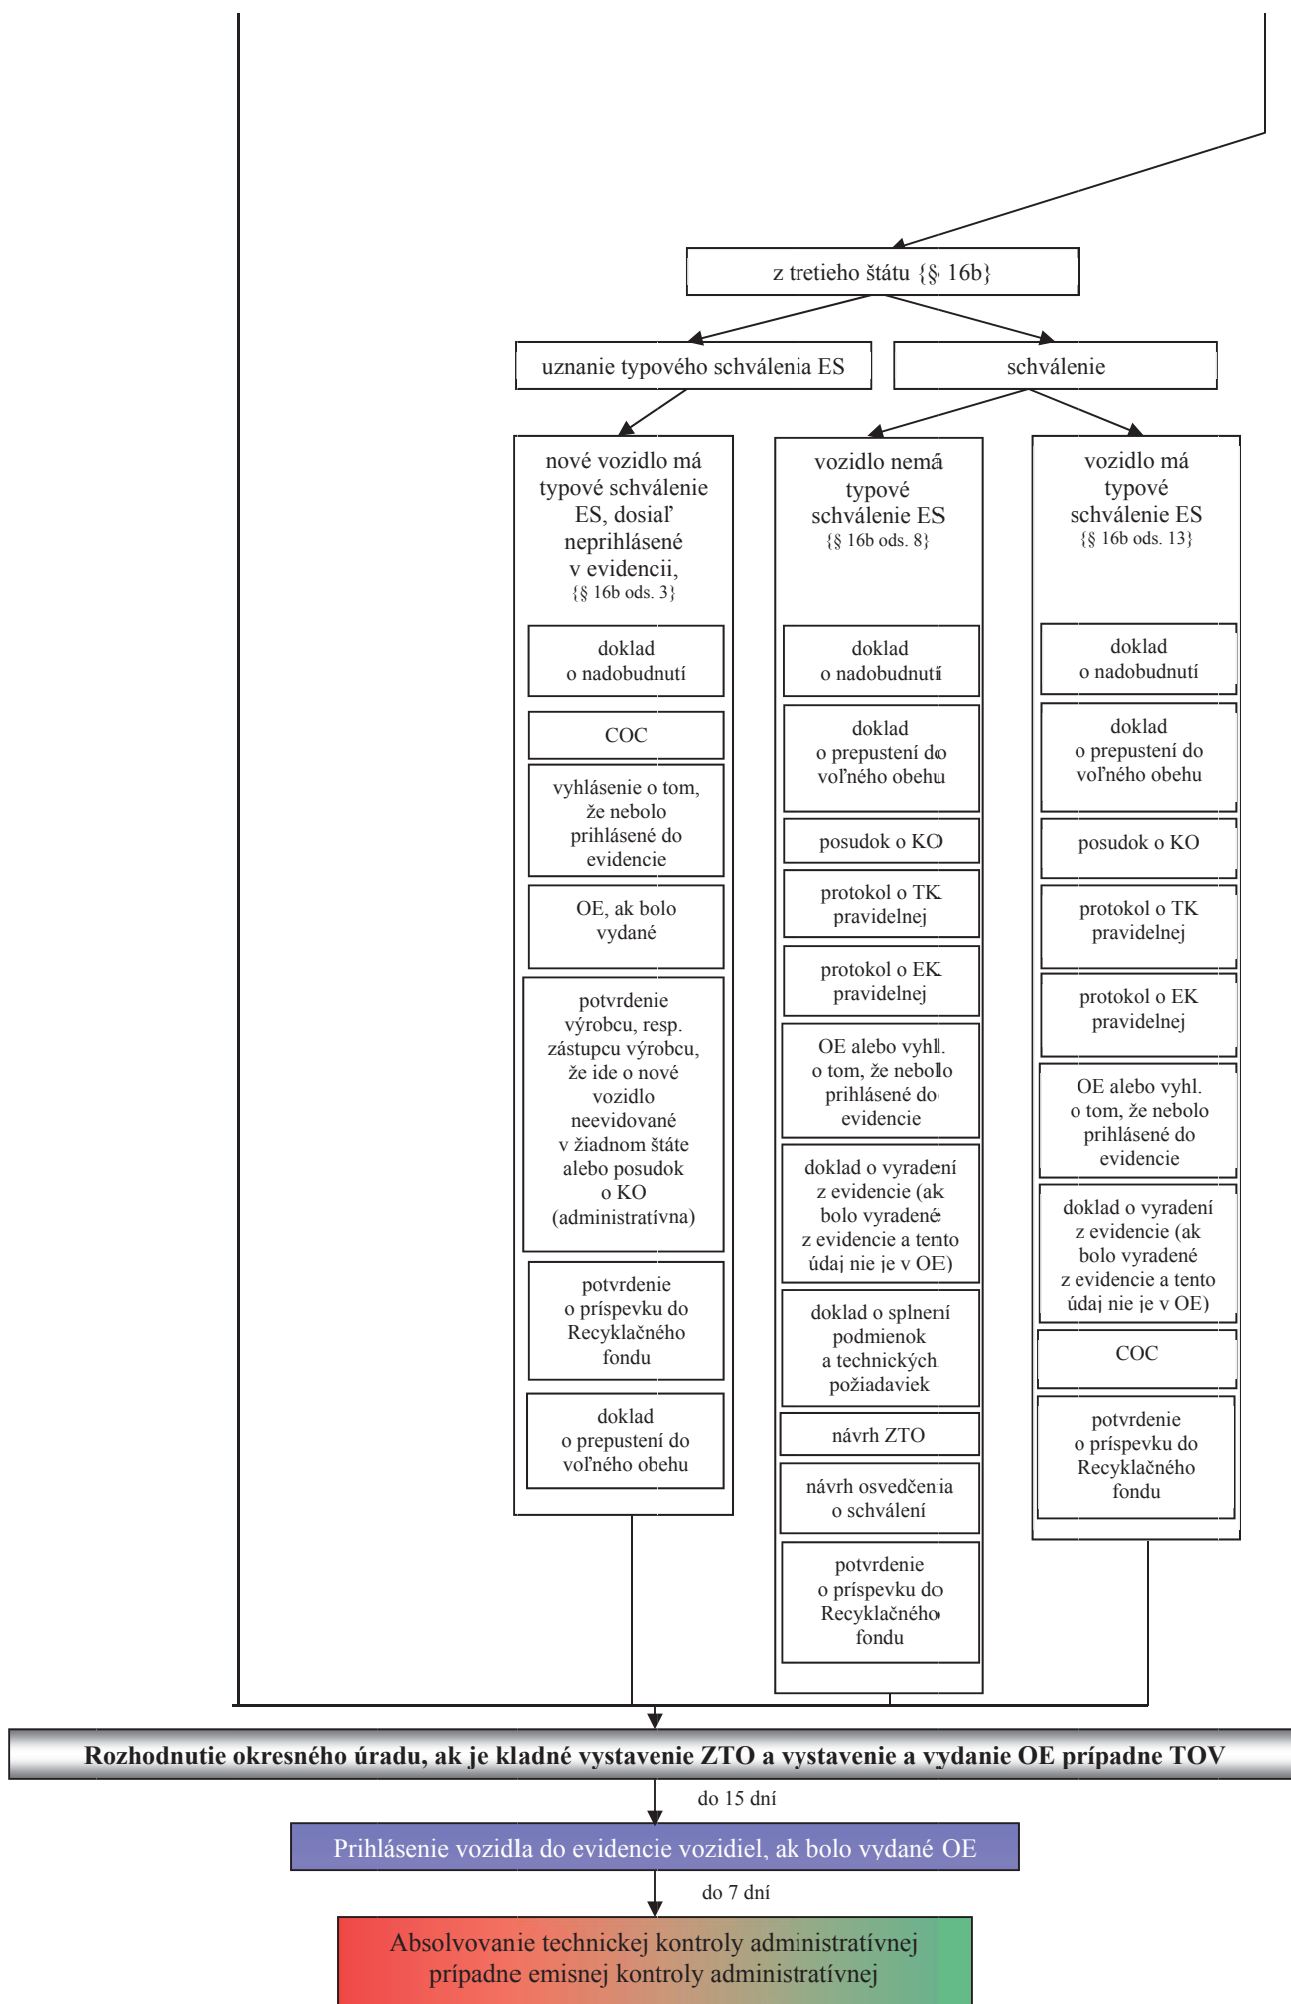 z tretieho štátu {§ 16b}
uznanie typového schválenia ES
schválenie
nové vozidlo má
typové schválenie
ES, dosiaľ
neprihlásené
v evidencii,
{§ 16b ods. 3}
doklad
o nadobudnutí
COC
vyhlásenie o tom,
že nebolo
prihlásené do
evidencie
OE, ak bolo
vydané
potvrdenie
výrobcu, resp.
zástupcu výrobcu,
že ide o nové
vozidlo
neevidované
v žiadnom štáte
alebo posudok
o KO
(administratívna)
potvrdenie
o príspevku do
Recyklačného
fondu
doklad
o prepustení do
voľného obehu
vozidlo nemá
typové
schválenie ES
{§ 16b ods. 8}
doklad
o nadobudnutí
doklad
o prepustení do
voľného obehu
posudok o KO
protokol o TK
pravidelnej
protokol o EK
pravidelnej
OE alebo vyhl.
o tom, že nebolo
prihlásené do
evidencie
doklad o vyradení
z evidencie (ak
bolo vyradené
z evidencie a tento
údaj nie je v OE)
doklad o splnení
podmienok
a technických
požiadaviek
návrh ZTO
návrh osvedčenia
o schválení
potvrdenie
o príspevku do
Recyklačného
fondu
vozidlo má
typové
schválenie ES
{§ 16b ods. 13}
doklad
o nadobudnutí
doklad
o prepustení do
voľného obehu
posudok o KO
protokol o TK
pravidelnej
protokol o EK
pravidelnej
OE alebo vyhl.
o tom, že nebolo
prihlásené do
evidencie
doklad o vyradení
z evidencie (ak
bolo vyradené
z evidencie a tento
údaj nie je v OE)
COC
potvrdenie
o príspevku do
Recyklačného
fondu
Rozhodnutie okresného úradu, ak je kladné vystavenie ZTO a vystavenie a vydanie OE prípadne TOV
do 15 dní
Prihlásenie vozidla do evidencie vozidiel, ak bolo vydané OE
do 7 dní
Absolvovanie technickej kontroly administratívnej
prípadne emisnej kontroly administratívnej